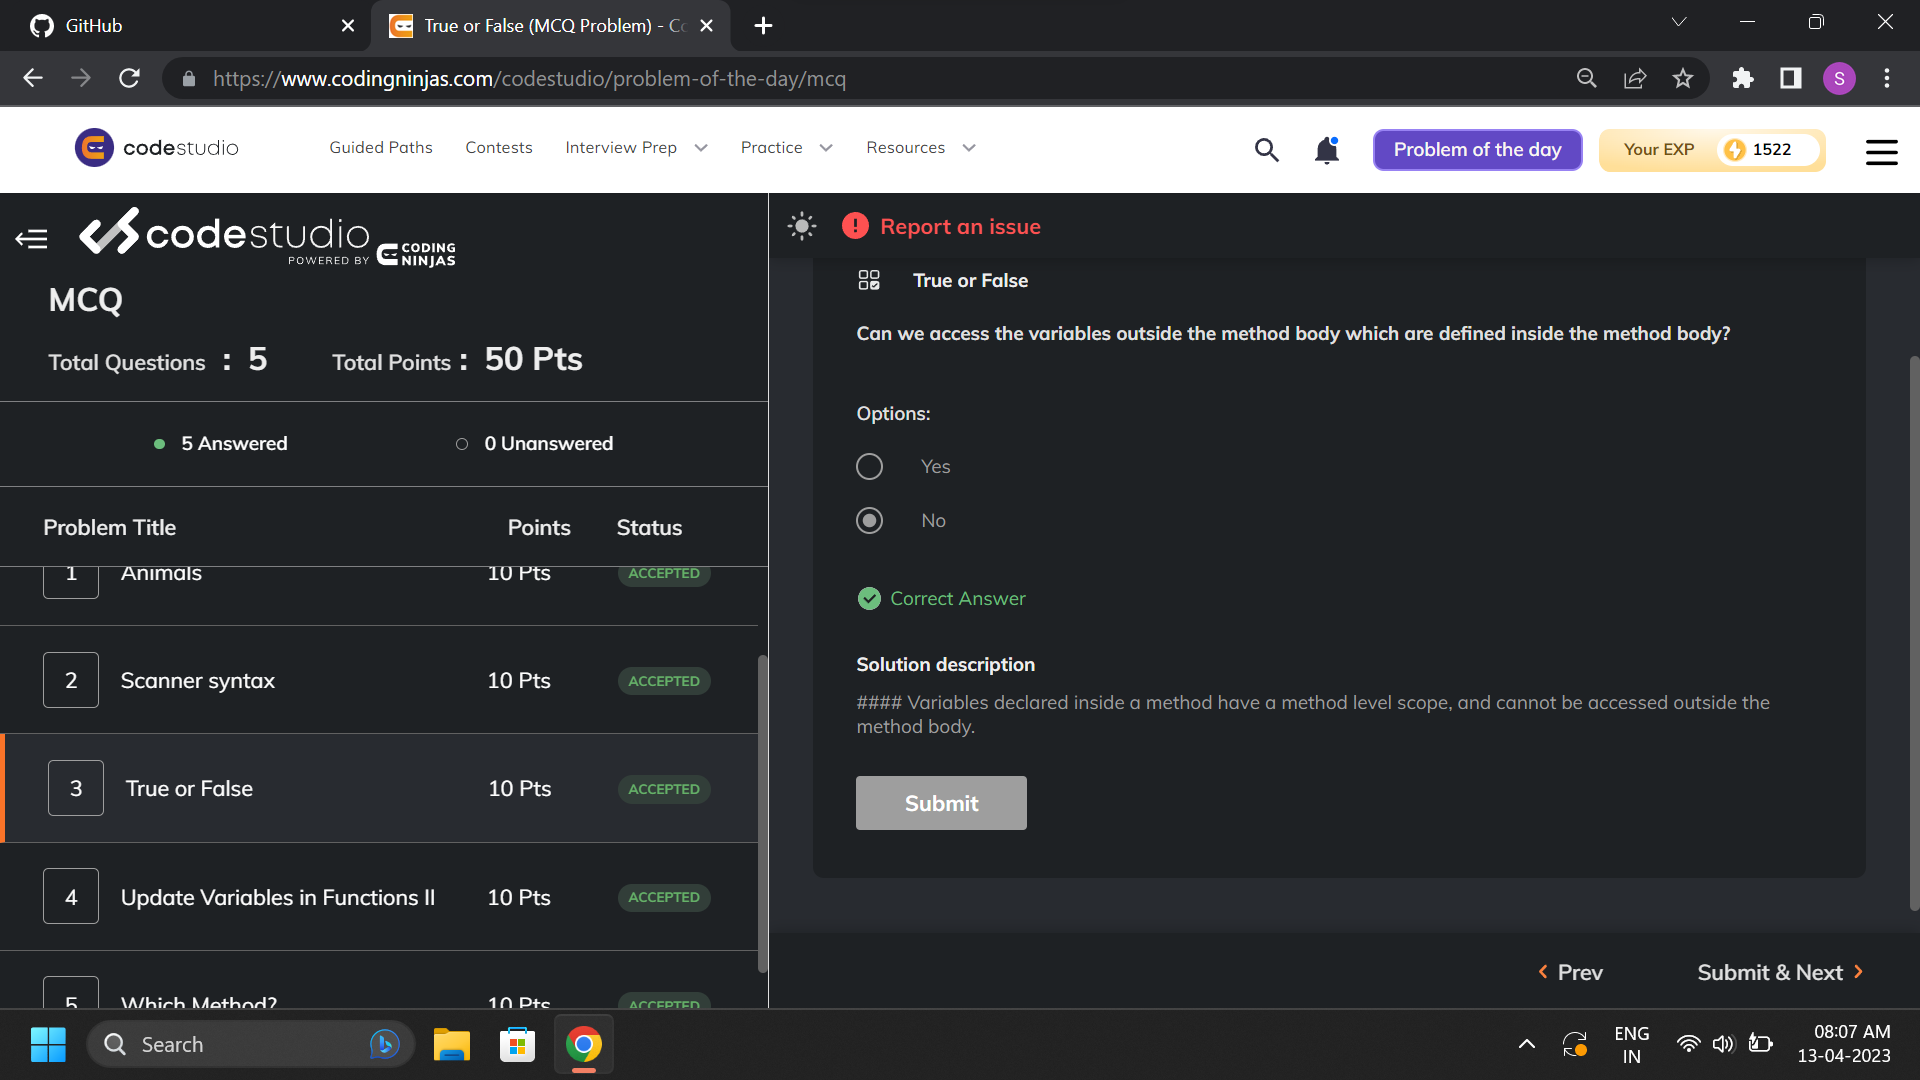 GitHub
True or False (MCQ Problem) - Co
https://www.codingninjas.com/codestudio/problem-of-the-day/mcq
S
codestudio
Guided Paths
Contests
Interview Prep
Practice
Resources
Problem of the day
Your EXP
1522
codestudio
POWERED BY
CODING
NINJAS
MCQ
Total Questions : 5
Total Points : 50 Pts
5 Answered
0 Unanswered
Problem Title
Points
Status
1
Animals
10 Pts
ACCEPTED
2
Scanner syntax
10 Pts
ACCEPTED
3
True or False
10 Pts
ACCEPTED
4
Update Variables in Functions II
10 Pts
ACCEPTED
5
Which Method?
10 Pts
ACCEPTED
Report an issue
True or False
Can we access the variables outside the method body which are defined inside the method body?
Options:
Yes
No
Correct Answer
Solution description
#### Variables declared inside a method have a method level scope, and cannot be accessed outside the
method body.
Submit
Prev
Submit & Next
Search
ENG
IN
08:07 AM
13-04-2023